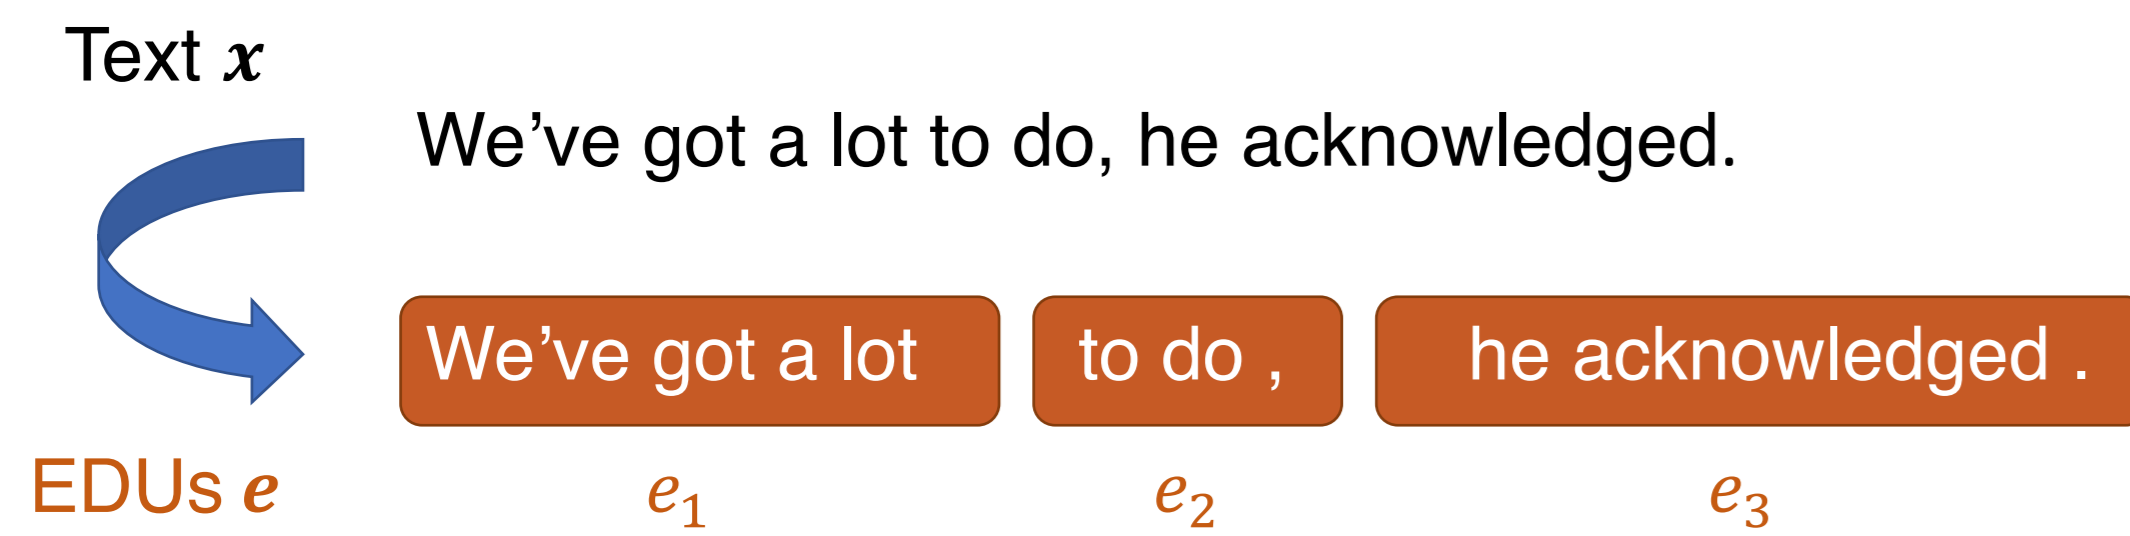 Text x
We’ve got a lot to do, he acknowledged.
We’ve got a lot to do , he acknowledged .
EDUs e e₁ e₂ e₃